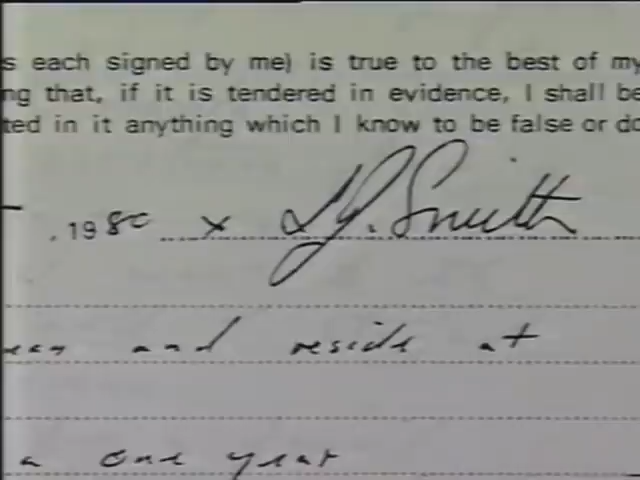 s each signed by me) is true to the best of my
ng that, if it is tendered in evidence, I shall be
ted in it anything which I know to be false or do
. 1980 x L.J. Smith
and reside at
a one year